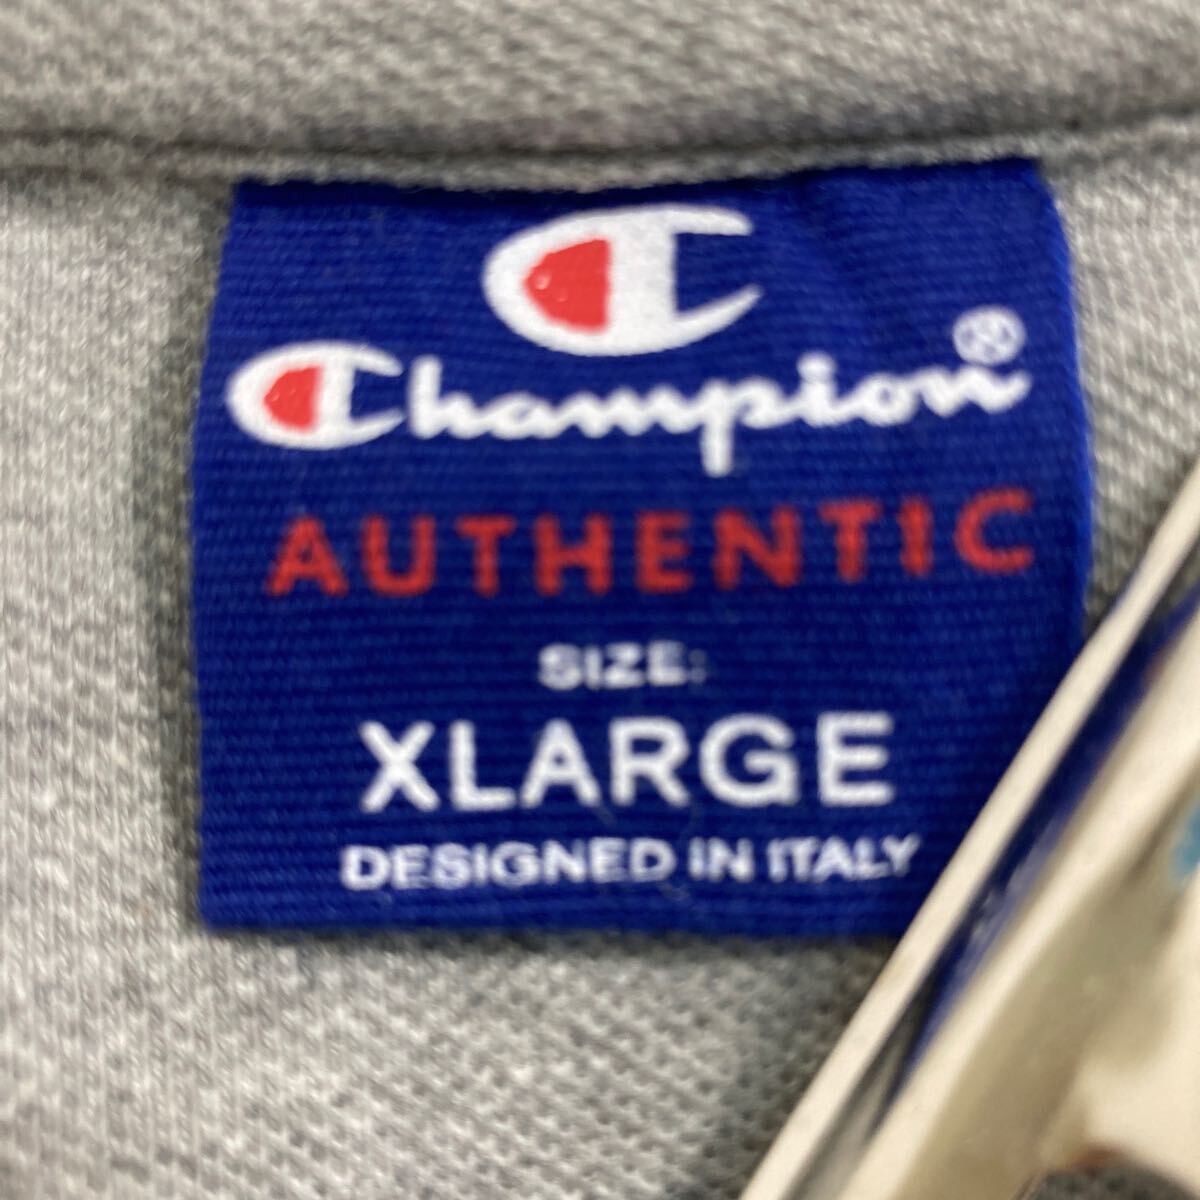 Champion®
AUTHENTIC
SIZE:
XLARGE
DESIGNED IN ITALY